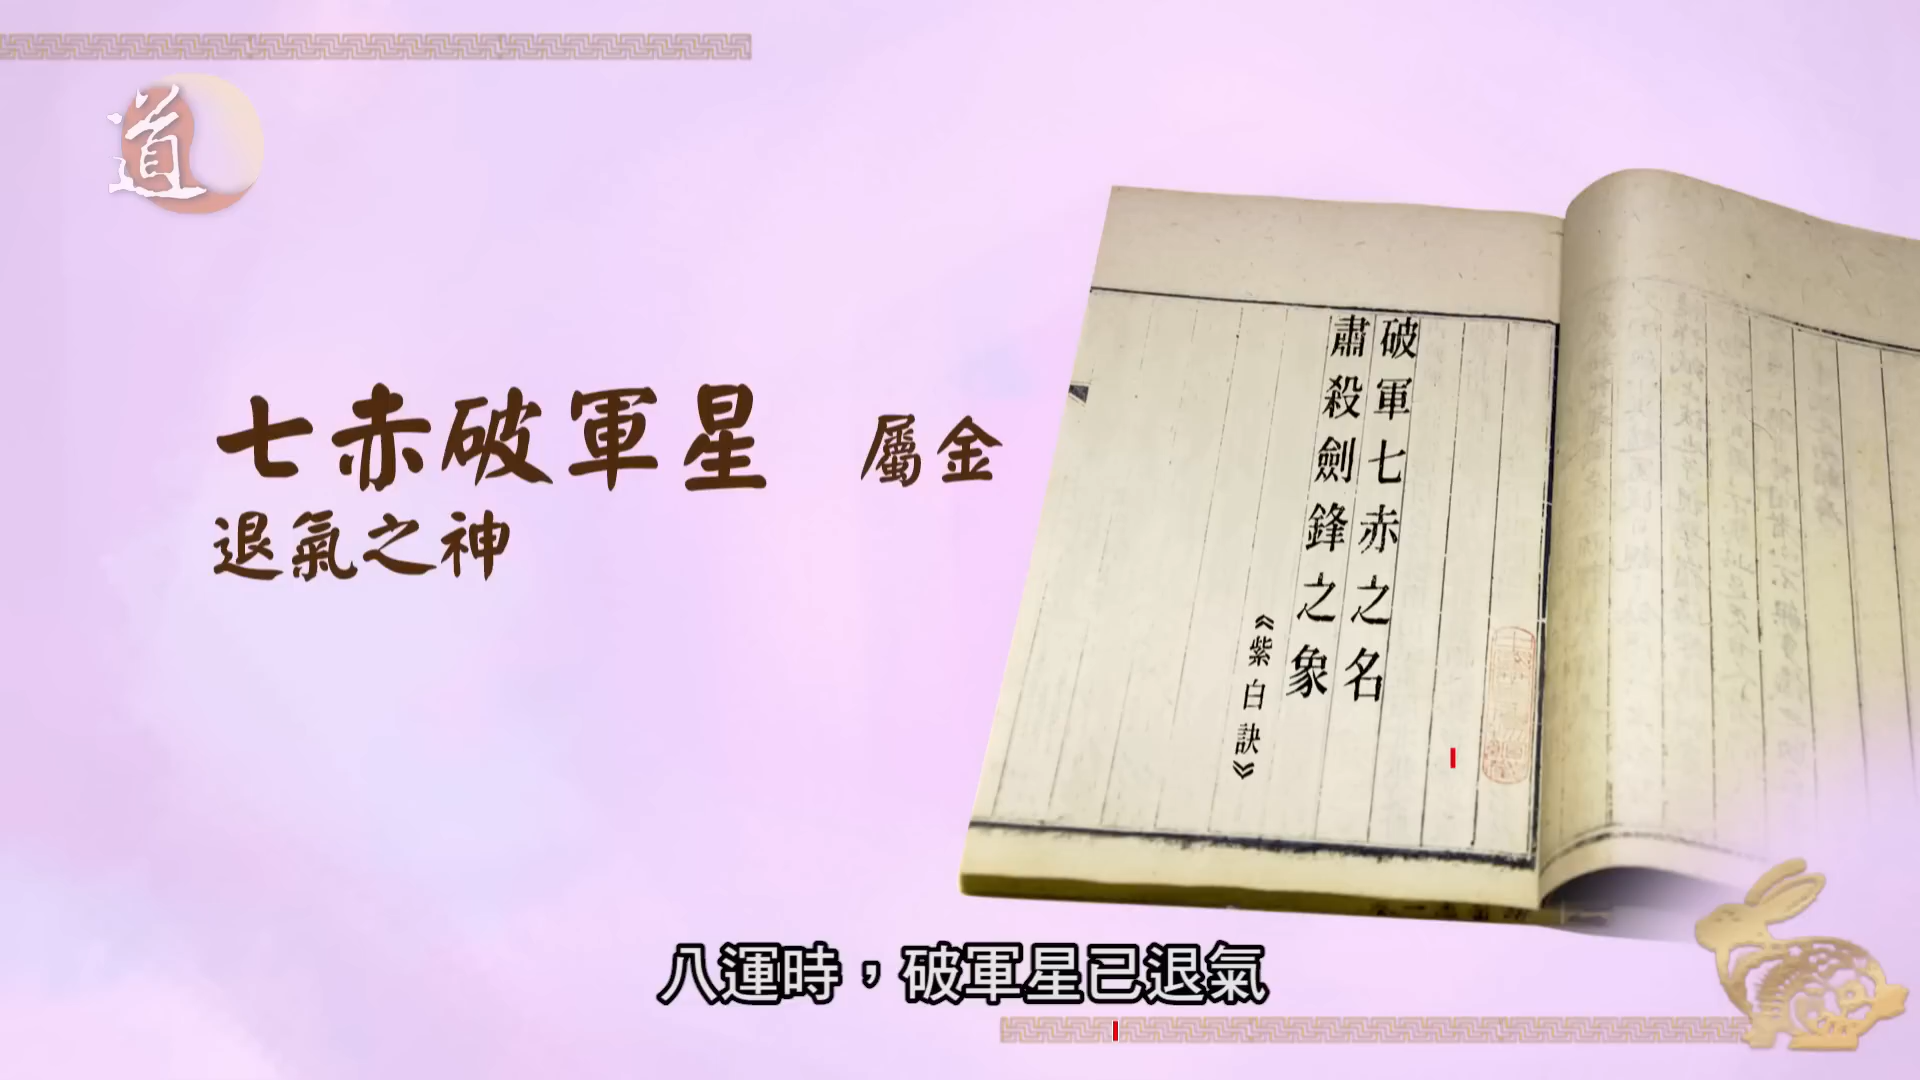 道
七赤破軍星 屬金
退氣之神
破軍七赤之名
肅殺劍鋒之象
《紫白訣》
八運時，破軍星已退氣